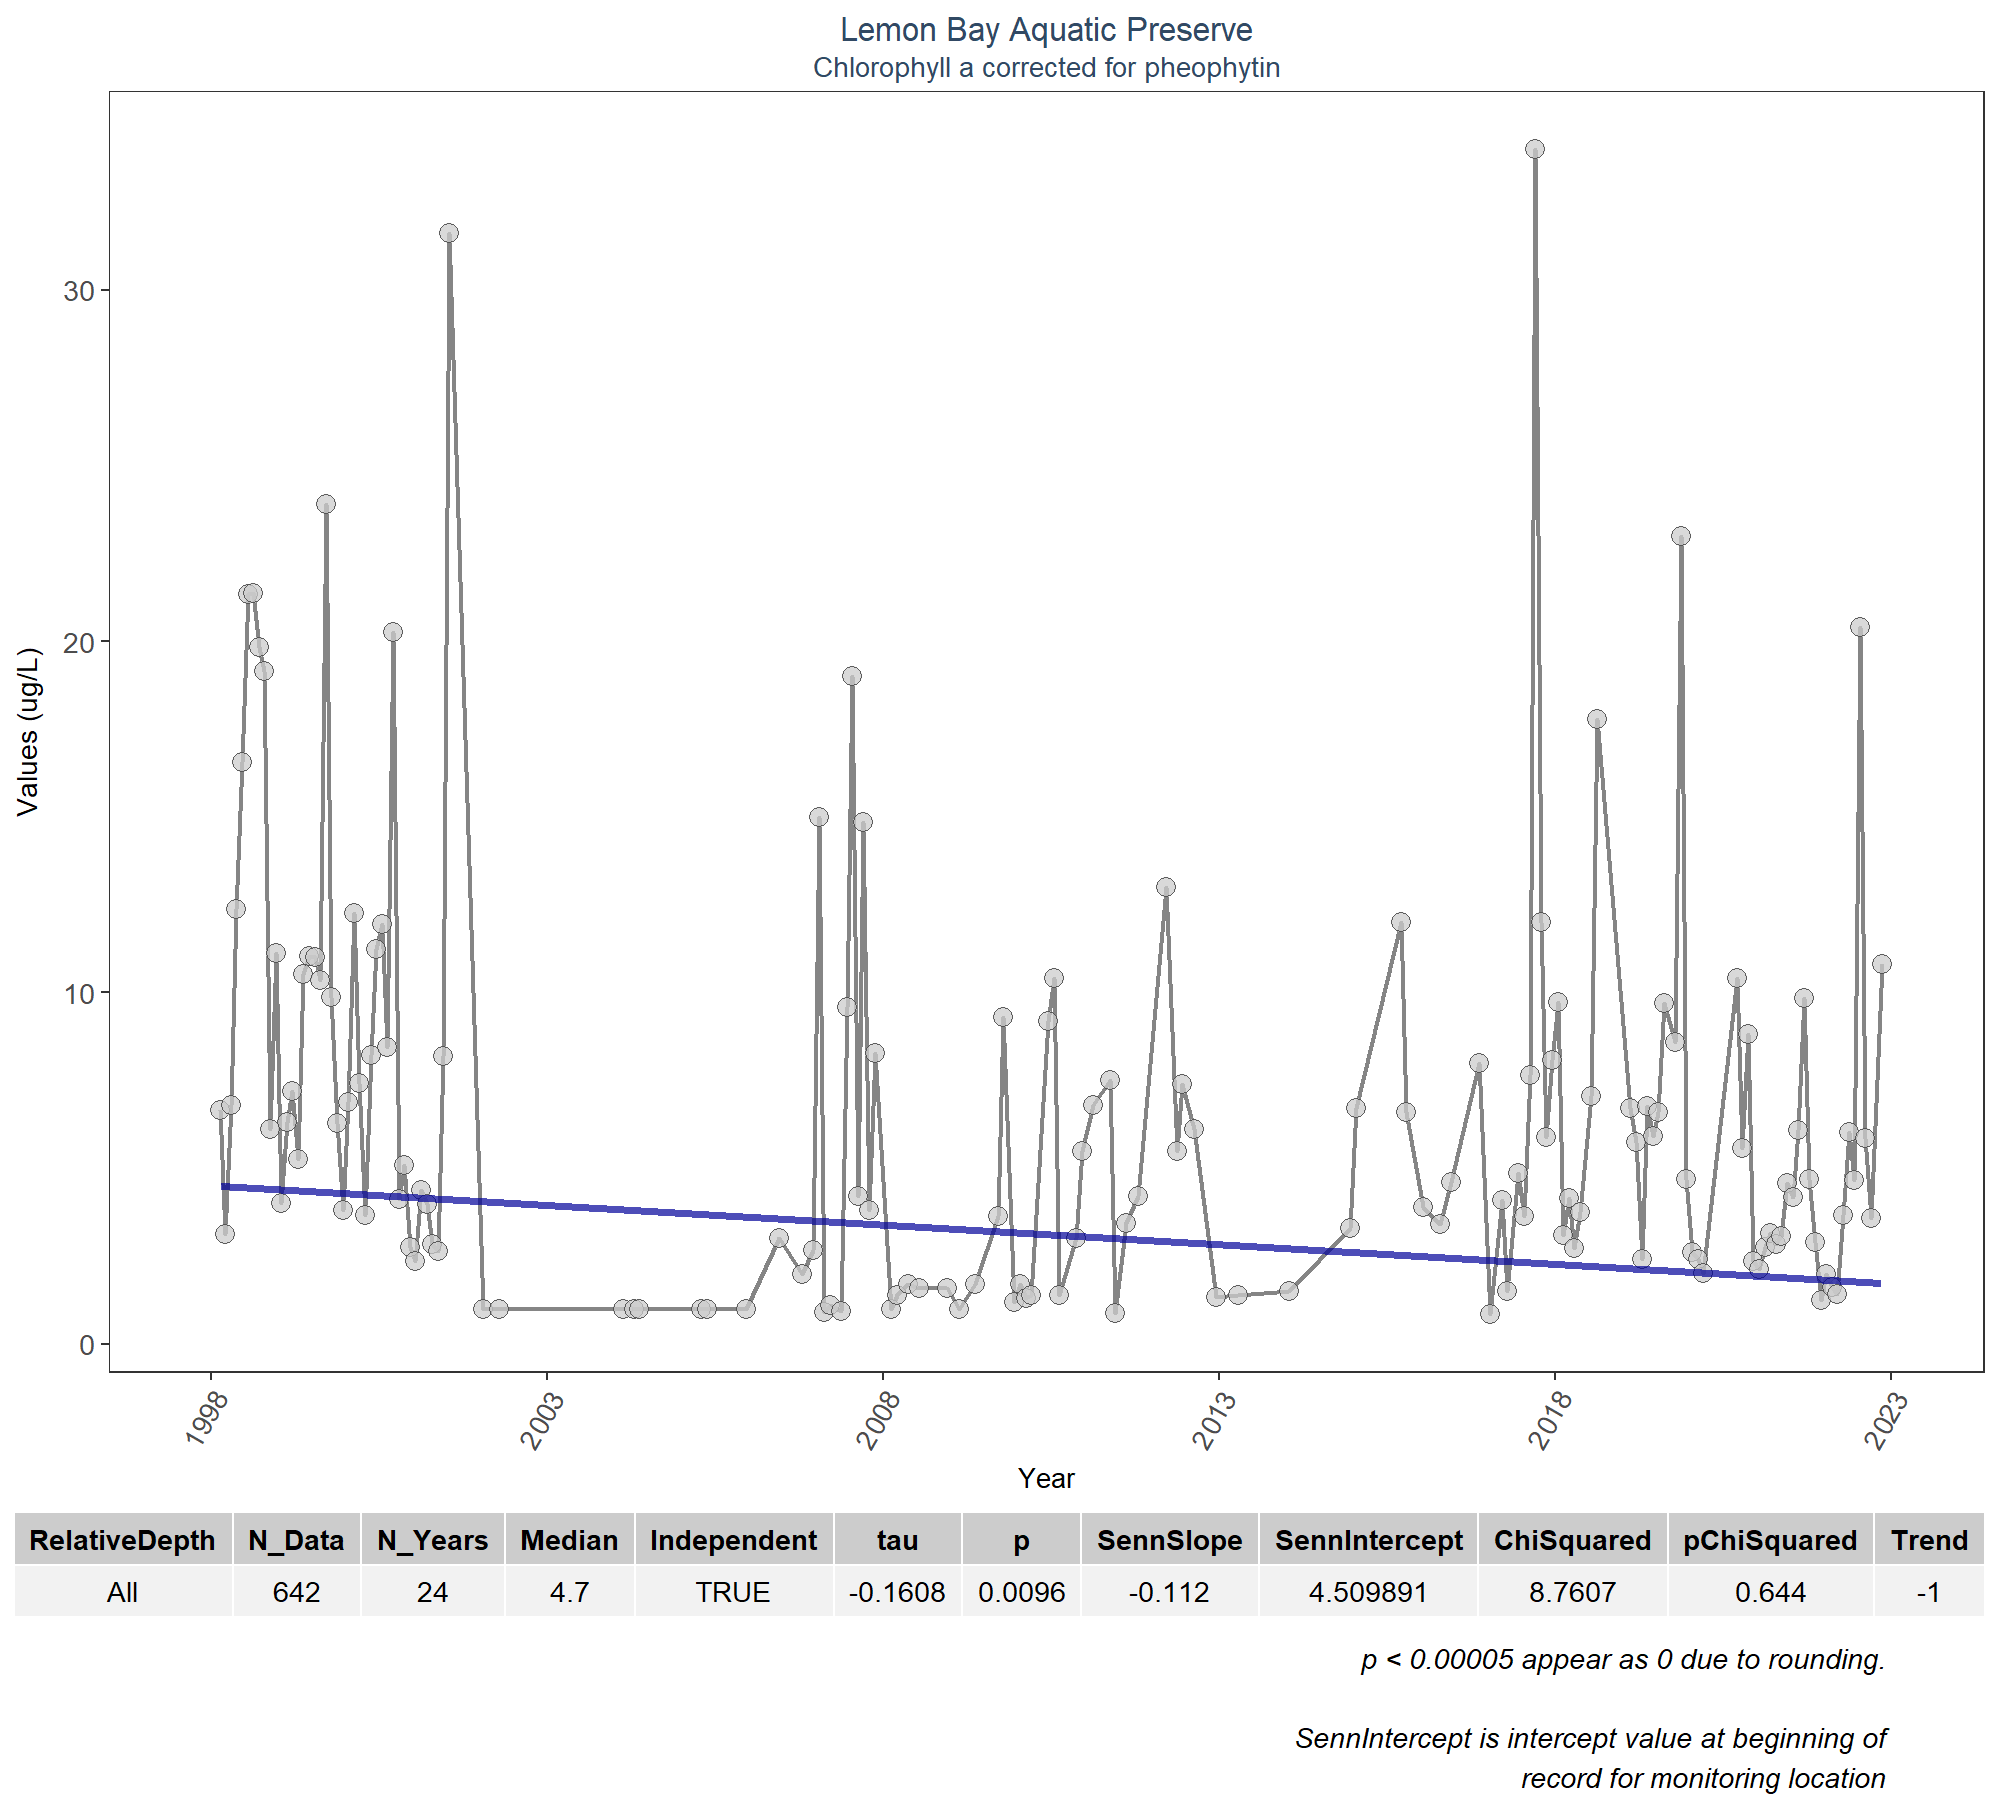 Lemon Bay Aquatic Preserve
Chlorophyll a corrected for pheophytin
Values (ug/L)
30
20
10
0
1998 2003 2008 2013 2018 2023
Year
RelativeDepth N_Data N_Years Median Independent tau p SennSlope SennIntercept ChiSquared pChiSquared Trend
All 642 24 4.7 TRUE -0.1608 0.0096 -0.112 4.509891 8.7607 0.644 -1
p < 0.00005 appear as 0 due to rounding.
SennIntercept is intercept value at beginning of
record for monitoring location